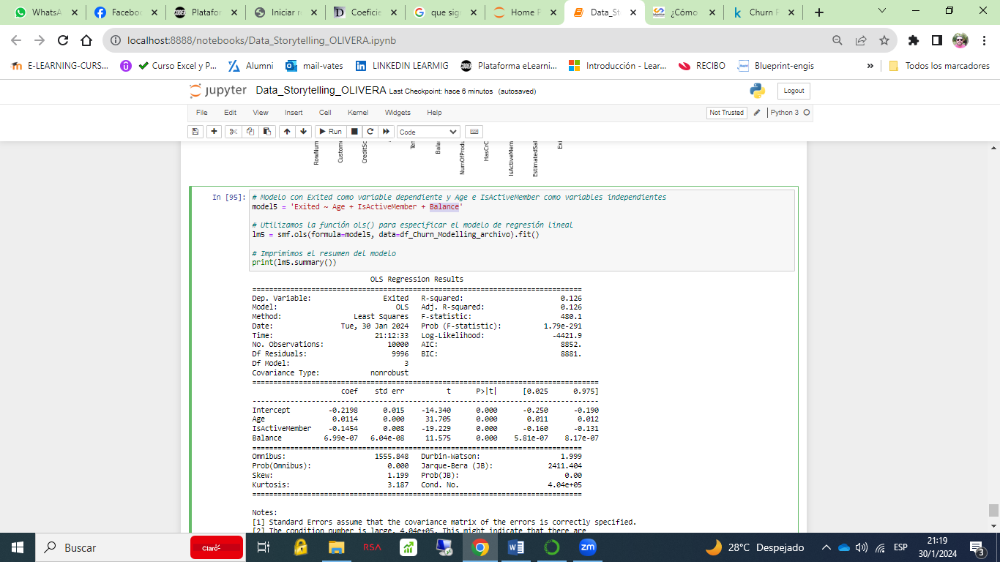 WhatsA
Faceboo
Platafor
Iniciar r
Coeficie
que sig
Home P
Data_St
¿Cómo
Churn P
localhost:8888/notebooks/Data_Storytelling_OLIVERA.ipynb
E-LEARNING-CURS...
Curso Excel y P...
Alumni
mail-vates
LINKEDIN LEARMIG
Plataforma eLearni...
Introducción - Lear...
RECIBO
Blueprint-engis
»
Todos los marcadores
jupyter Data_Storytelling_OLIVERA Last Checkpoint: hace 6 minutos (autosaved)
Logout
File Edit View Insert Cell Kernel Widgets Help
Not Trusted
Python 3
Run
Code
RowNum
Custome
CreditSc
Ten
Bala
NumOfProdu
HasCrC
IsActiveMem
EstimatedSal
Exi
In [95]: # Modelo con Exited como variable dependiente y Age e IsActiveMember como variables independientes
model5 = 'Exited ~ Age + IsActiveMember + Balance'
# Utilizamos la función ols() para especificar el modelo de regresión lineal
lm5 = smf.ols(formula=model5, data=df_Churn_Modelling_archivo).fit()
# Imprimimos el resumen del modelo
print(lm5.summary())
OLS Regression Results
==============================================================================
Dep. Variable: Exited R-squared: 0.126
Model: OLS Adj. R-squared: 0.126
Method: Least Squares F-statistic: 480.1
Date: Tue, 30 Jan 2024 Prob (F-statistic): 1.79e-291
Time: 21:12:33 Log-Likelihood: -4421.9
No. Observations: 10000 AIC: 8852.
Df Residuals: 9996 BIC: 8881.
Df Model: 3
Covariance Type: nonrobust
==================================================================================
coef std err t P>|t| [0.025 0.975]
----------------------------------------------------------------------------------
Intercept -0.2198 0.015 -14.340 0.000 -0.250 -0.190
Age 0.0114 0.000 31.705 0.000 0.011 0.012
IsActiveMember -0.1454 0.008 -19.229 0.000 -0.160 -0.131
Balance 6.99e-07 6.04e-08 11.575 0.000 5.81e-07 8.17e-07
==============================================================================
Omnibus: 1555.848 Durbin-Watson: 1.999
Prob(Omnibus): 0.000 Jarque-Bera (JB): 2411.404
Skew: 1.199 Prob(JB): 0.00
Kurtosis: 3.187 Cond. No. 4.04e+05
==============================================================================
Notes:
[1] Standard Errors assume that the covariance matrix of the errors is correctly specified.
[2] The condition number is large, 4.04e+05. This might indicate that there are
Buscar
Claro
RSA
zm
28°C Despejado
ESP
21:19
30/1/2024
3